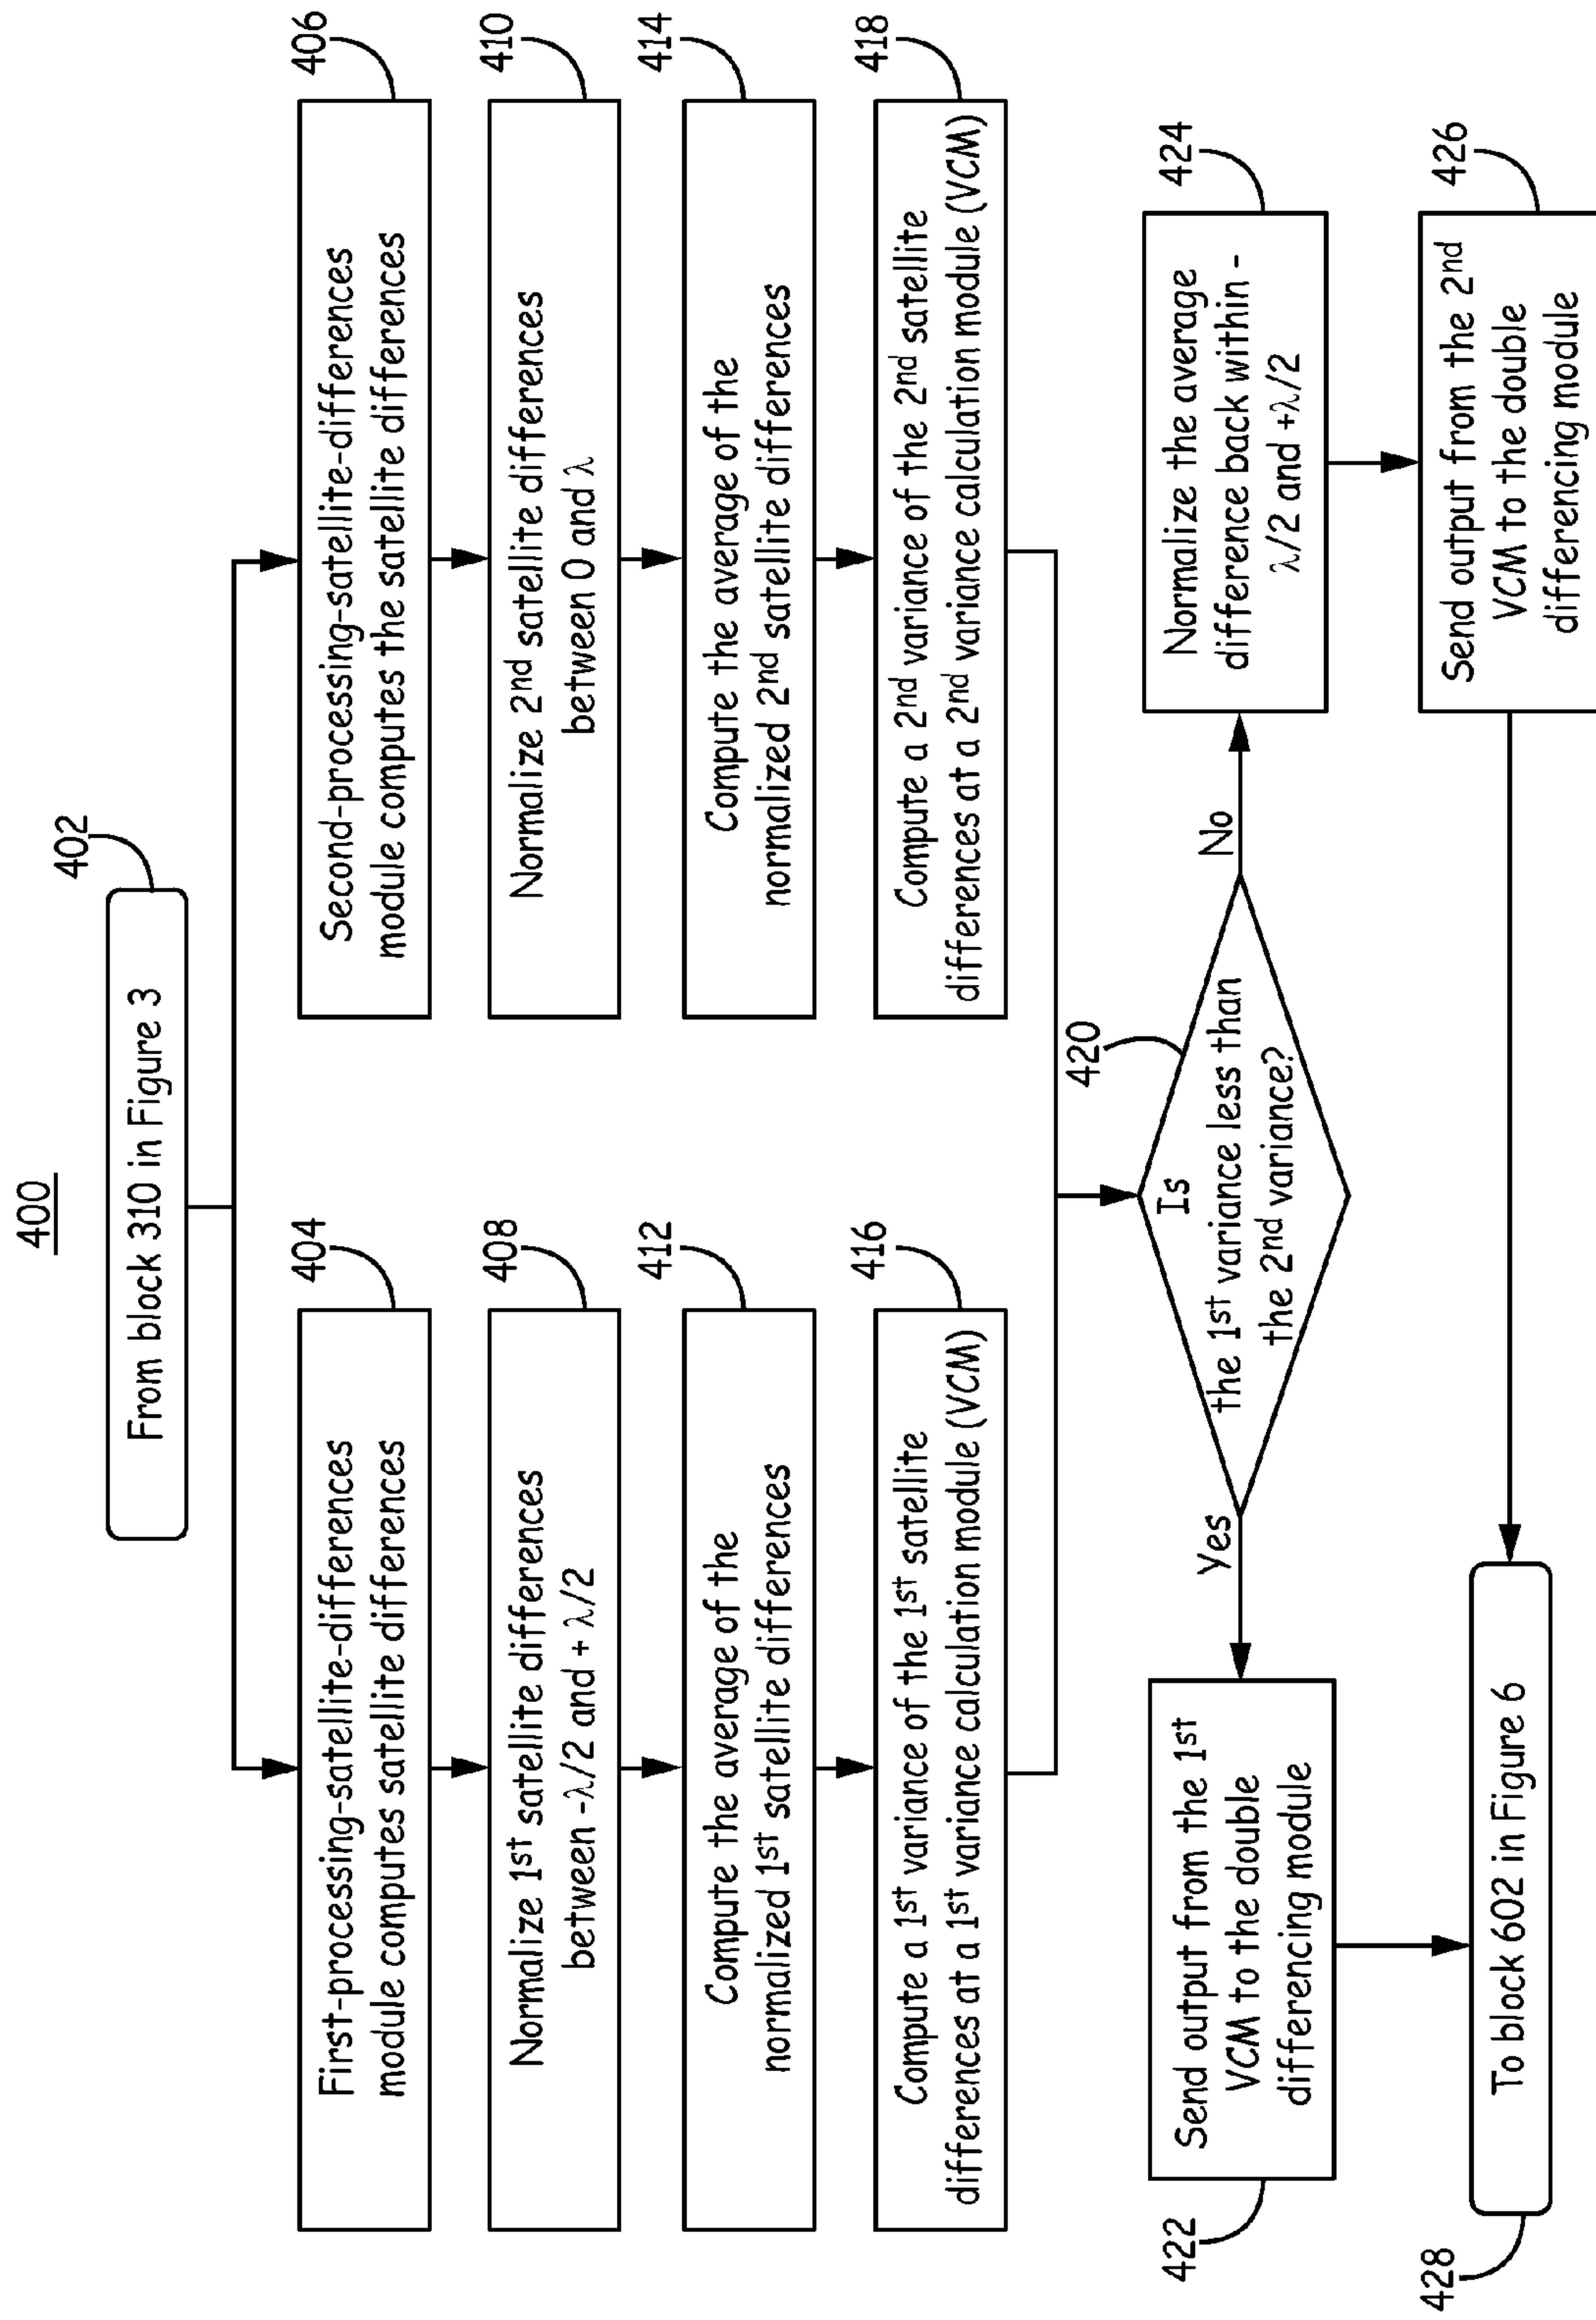 400
402
From block 310 in Figure 3
404
First-processing-satellite-differences
module computes satellite differences
406
Second-processing-satellite-differences
module computes the satellite differences
408
Normalize 1st satellite differences
between -λ/2 and + λ/2
410
Normalize 2nd satellite differences
between 0 and λ
412
Compute the average of the
normalized 1st satellite differences
414
Compute the average of the
normalized 2nd satellite differences
416
Compute a 1st variance of the 1st satellite
differences at a 1st variance calculation module (VCM)
418
Compute a 2nd variance of the 2nd satellite
differences at a 2nd variance calculation module (VCM)
420
Is
the 1st variance less than
the 2nd variance?
Yes
No
422
Send output from the 1st
VCM to the double
differencing module
424
Normalize the average
difference back within -
λ/2 and +λ/2
426
Send output from the 2nd
VCM to the double
differencing module
428
To block 602 in Figure 6